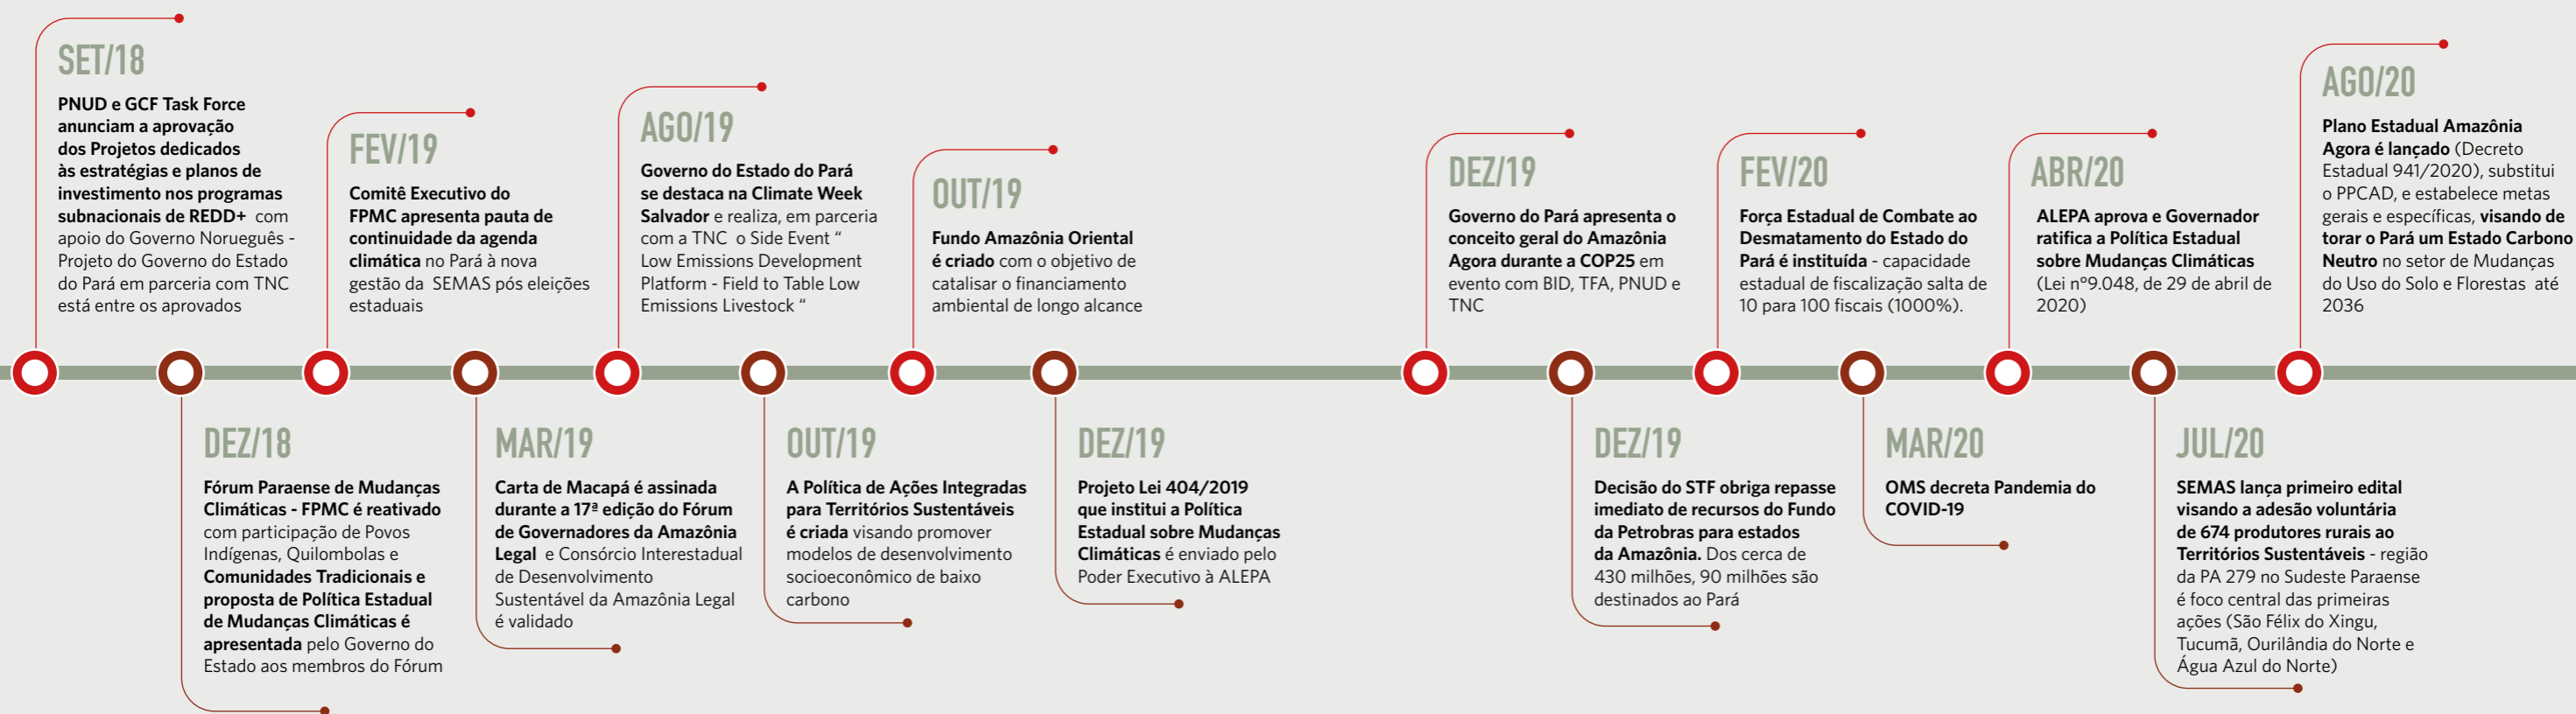 SET/18
PNUD e GCF Task Force
anunciam a aprovação
dos Projetos dedicados
às estratégias e planos de
investimento nos programas
subnacionais de REDD+ com
apoio do Governo Norueguês -
Projeto do Governo do Estado
do Pará em parceria com TNC
está entre os aprovados
DEZ/18
Fórum Paraense de Mudanças
Climáticas - FPMC é reativado
com participação de Povos
Indígenas, Quilombolas e
Comunidades Tradicionais e
proposta de Política Estadual
de Mudanças Climáticas é
apresentada pelo Governo do
Estado aos membros do Fórum
FEV/19
Comitê Executivo do
FPMC apresenta pauta de
continuidade da agenda
climática no Pará à nova
gestão da SEMAS pós eleições
estaduais
MAR/19
Carta de Macapá é assinada
durante a 17ª edição do Fórum
de Governadores da Amazônia
Legal e Consórcio Interestadual
de Desenvolvimento
Sustentável da Amazônia Legal
é validado
AGO/19
Governo do Estado do Pará
se destaca na Climate Week
Salvador e realiza, em parceria
com a TNC o Side Event “
Low Emissions Development
Platform - Field to Table Low
Emissions Livestock “
OUT/19
A Política de Ações Integradas
para Territórios Sustentáveis
é criada visando promover
modelos de desenvolvimento
socioeconômico de baixo
carbono
OUT/19
Fundo Amazônia Oriental
é criado com o objetivo de
catalisar o financiamento
ambiental de longo alcance
DEZ/19
Projeto Lei 404/2019
que institui a Política
Estadual sobre Mudanças
Climáticas é enviado pelo
Poder Executivo à ALEPA
DEZ/19
Governo do Pará apresenta o
conceito geral do Amazônia
Agora durante a COP25 em
evento com BID, TFA, PNUD e
TNC
DEZ/19
Decisão do STF obriga repasse
imediato de recursos do Fundo
da Petrobras para estados
da Amazônia. Dos cerca de
430 milhões, 90 milhões são
destinados ao Pará
FEV/20
Força Estadual de Combate ao
Desmatamento do Estado do
Pará é instituída - capacidade
estadual de fiscalização salta de
10 para 100 fiscais (1000%).
MAR/20
OMS decreta Pandemia do
COVID-19
ABR/20
ALEPA aprova e Governador
ratifica a Política Estadual
sobre Mudanças Climáticas
(Lei nº9.048, de 29 de abril de
2020)
JUL/20
SEMAS lança primeiro edital
visando a adesão voluntária
de 674 produtores rurais ao
Territórios Sustentáveis - região
da PA 279 no Sudeste Paraense
é foco central das primeiras
ações (São Félix do Xingu,
Tucumã, Ourilândia do Norte e
Água Azul do Norte)
AGO/20
Plano Estadual Amazônia
Agora é lançado (Decreto
Estadual 941/2020), substitui
o PPCAD, e estabelece metas
gerais e específicas, visando de
torar o Pará um Estado Carbono
Neutro no setor de Mudanças
do Uso do Solo e Florestas até
2036